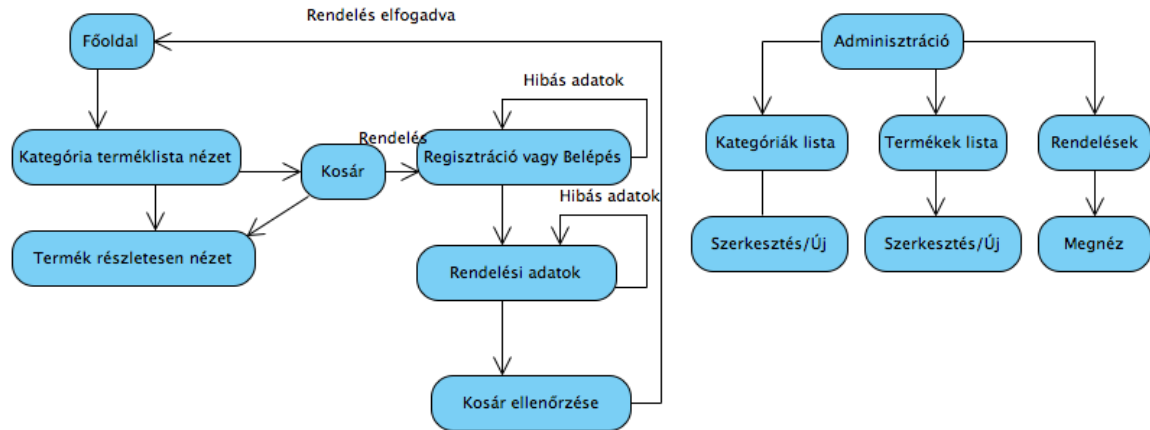 Rendelés elfogadva
Főoldal
Hibás adatok
Kategória terméklista nézet
Kosár
Rendelés
Regisztráció vagy Belépés
Termék részletesen nézet
Hibás adatok
Rendelési adatok
Kosár ellenőrzése
Adminisztráció
Kategóriák lista
Termékek lista
Rendelések
Szerkesztés/Új
Szerkesztés/Új
Megnéz